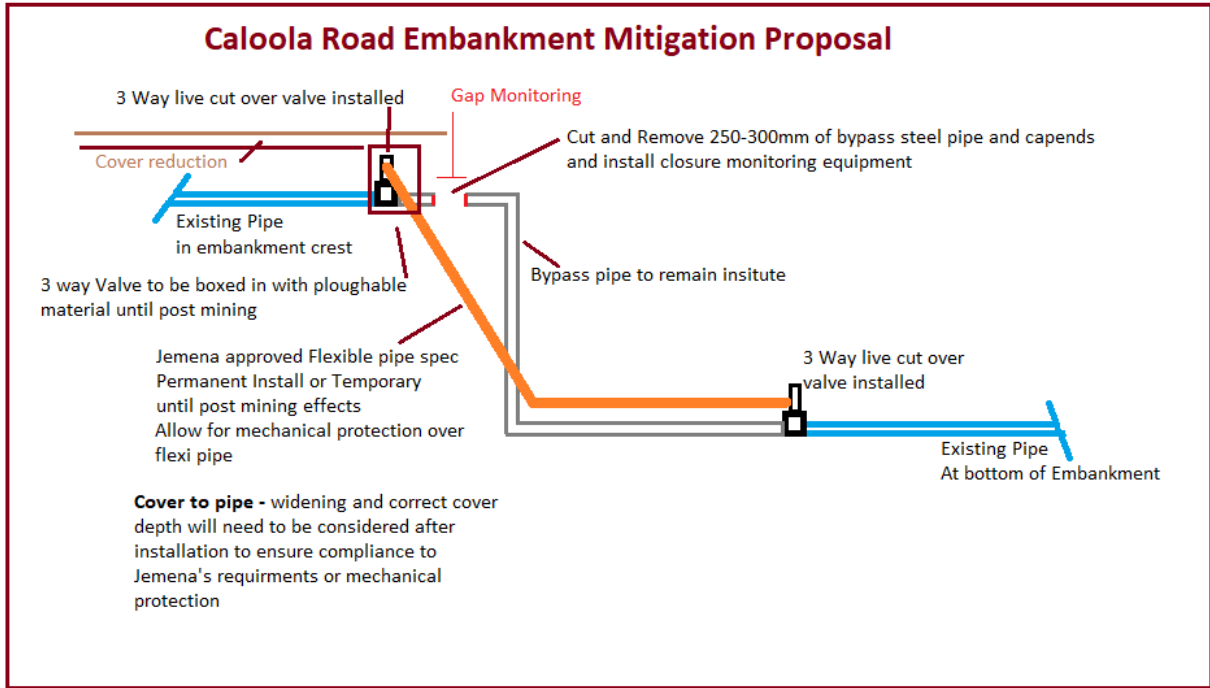 Caloola Road Embankment Mitigation Proposal
3 Way live cut over valve installed
Gap Monitoring
Cut and Remove 250-300mm of bypass steel pipe and capends
and install closure monitoring equipment
Cover reduction
Existing Pipe
in embankment crest
Bypass pipe to remain insitute
3 way Valve to be boxed in with ploughable
material until post mining
Jemena approved Flexible pipe spec
Permanent Install or Temporary
until post mining effects
Allow for mechanical protection over
flexi pipe
3 Way live cut over
valve installed
Existing Pipe
At bottom of Embankment
Cover to pipe - widening and correct cover
depth will need to be considered after
installation to ensure compliance to
Jemena's requirments or mechanical
protection